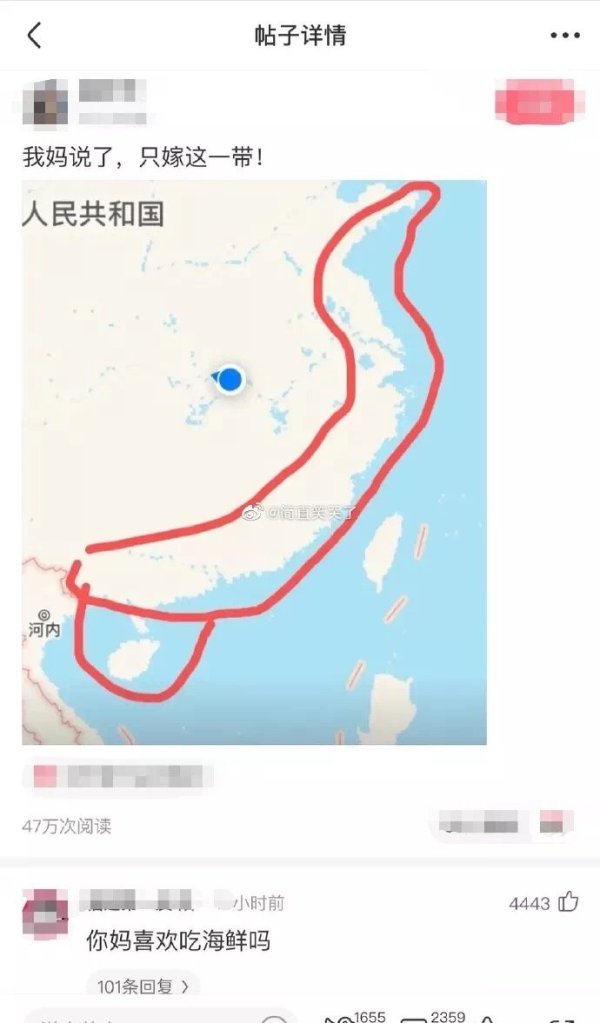 帖子详情
我妈说了，只嫁这一带！
人民共和国
@简直笑笑了
河内
47万次阅读
小时前
4443
你妈喜欢吃海鲜吗
101条回复 >
1655
2359